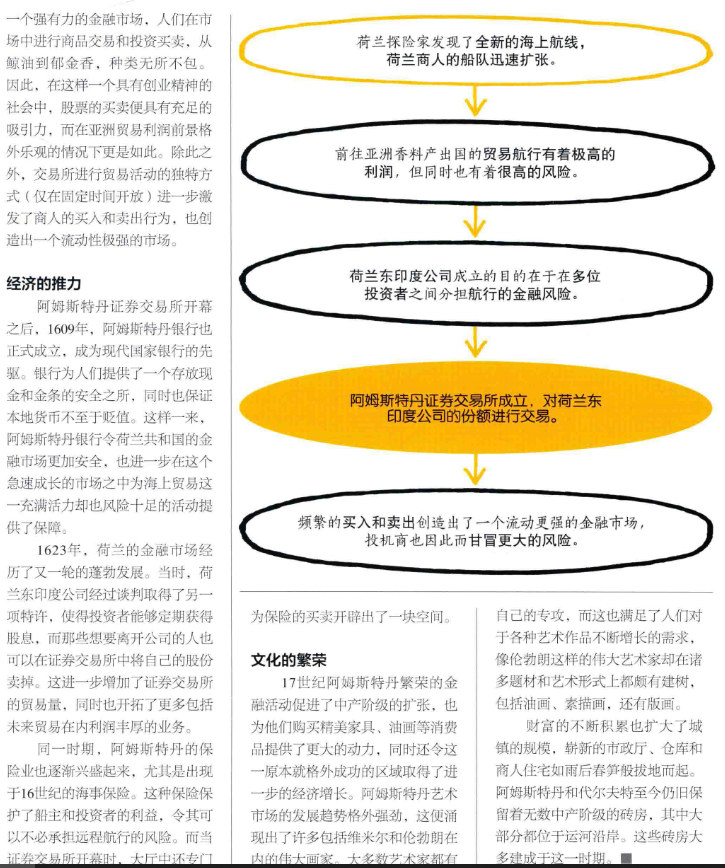 一个强有力的金融市场，人们在市
场中进行商品交易和投资买卖，从
鲸油到郁金香，种类无所不包。
因此，在这样一个具有创业精神的
社会中，股票的买卖便具有充足的
吸引力，而在亚洲贸易利润前景格
外乐观的情况下更是如此。除此之
外，交易所进行贸易活动的独特方
式（仅在固定时间开放）进一步激
发了商人的买入和卖出行为，也创
造出一个流动性极强的市场。
经济的推力
阿姆斯特丹证券交易所开幕
之后，1609年，阿姆斯特丹银行也
正式成立，成为现代国家银行的先
驱。银行为人们提供了一个存放现
金和金条的安全之所，同时也保证
本地货币不至于贬值。这样一来，
阿姆斯特丹银行令荷兰共和国的金
融市场更加安全，也进一步在这个
急速成长的市场之中为海上贸易这
一充满活力却也风险十足的活动提
供了保障。
1623年，荷兰的金融市场经
历了又一轮的蓬勃发展。当时，荷
兰东印度公司经过谈判取得了另一
项特许，使得投资者能够定期获得
股息，而那些想要离开公司的人也
可以在证券交易所中将自己的股份
卖掉。这进一步增加了证券交易所
的贸易量，同时也开拓了更多包括
未来贸易在内利润丰厚的业务。
同一时期，阿姆斯特丹的保
险业也逐渐兴盛起来，尤其是出现
于16世纪的海事保险。这种保险保
护了船主和投资者的利益，令其可
以不必承担远程航行的风险。而当
证券交易所开幕时，大厅中还专门
荷兰探险家发现了全新的海上航线，
荷兰商人的船队迅速扩张。
前往亚洲香料产出国的贸易航行有着极高的
利润，但同时也有着很高的风险。
荷兰东印度公司成立的目的在于在多位
投资者之间分担航行的金融风险。
阿姆斯特丹证券交易所成立，对荷兰东
印度公司的份额进行交易。
频繁的买入和卖出创造出了一个流动更强的金融市场，
投机商也因此而甘冒更大的风险。
为保险的买卖开辟出了一块空间。
文化的繁荣
17世纪阿姆斯特丹繁荣的金
融活动促进了中产阶级的扩张，也
为他们购买精美家具、油画等消费
品提供了更大的动力，同时还令这
一原本就格外成功的区域取得了进
一步的经济增长。阿姆斯特丹艺术
市场的发展趋势格外强劲，这便涌
现出了许多包括维米尔和伦勃朗在
内的伟大画家。大多数艺术家都有
自己的专攻，而这也满足了人们对
于各种艺术作品不断增长的需求，
像伦勃朗这样的伟大艺术家却在诸
多题材和艺术形式上都颇有建树，
包括油画、素描画，还有版画。
财富的不断积累也扩大了城
镇的规模，崭新的市政厅、仓库和
商人住宅如雨后春笋般拔地而起。
阿姆斯特丹和代尔夫特至今仍旧保
留着无数中产阶级的砖房，其中大
部分都位于运河沿岸。这些砖房大
多建成于这一时期。